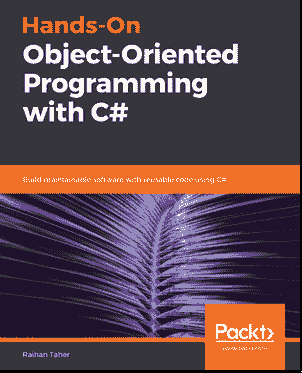 Hands-On
Object-Oriented
Programming
with C#
Build maintainable software with reusable code using C#
Raihan Taher
Packt>